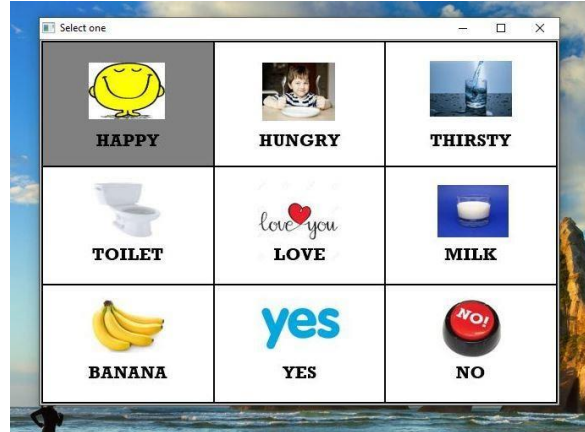 Select one
HAPPY
HUNGRY
THIRSTY
TOILET
love you
LOVE
MILK
BANANA
yes
YES
NO!
NO